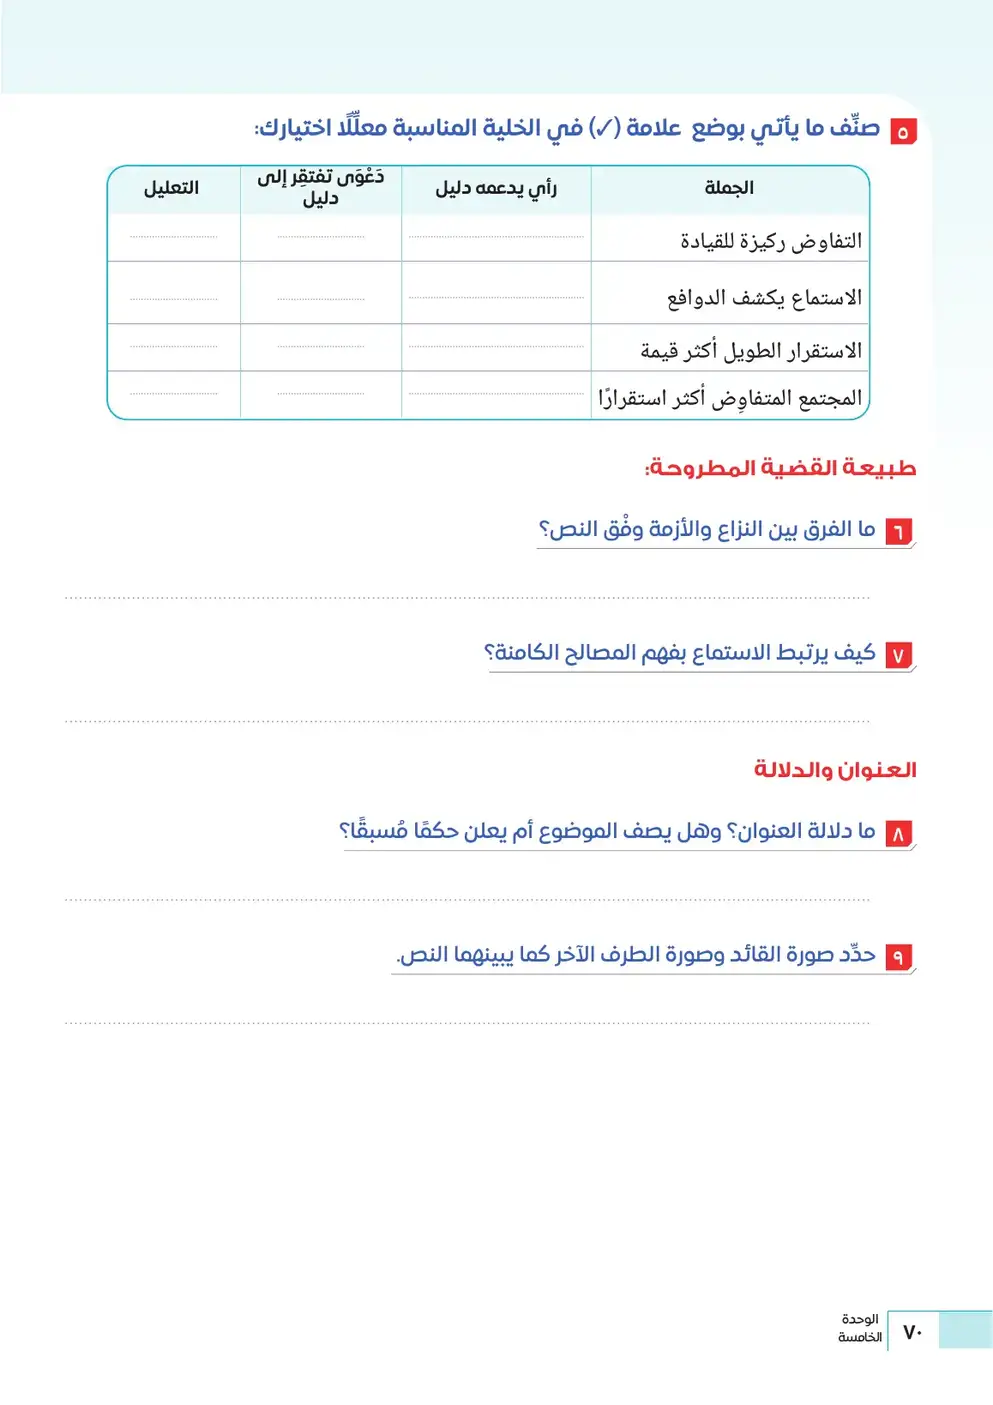 ٥ صنِّف ما يأتي بوضع علامة (✓) في الخلية المناسبة معلِّلًا اختيارك:
الجملة رأي يدعمه دليل دَعْوَى تفتقِر إلى دليل التعليل
التفاوض ركيزة للقيادة
الاستماع يكشف الدوافع
الاستقرار الطويل أكثر قيمة
المجتمع المتفاوِض أكثر استقرارًا
طبيعة القضية المطروحة:
٦ ما الفرق بين النزاع والأزمة وفْق النص؟
٧ كيف يرتبط الاستماع بفهم المصالح الكامنة؟
العنوان والدلالة
٨ ما دلالة العنوان؟ وهل يصف الموضوع أم يعلن حكمًا مُسبقًا؟
٩ حدِّد صورة القائد وصورة الطرف الآخر كما يبينهما النص.
٧٠ الوحدة
الخامسة